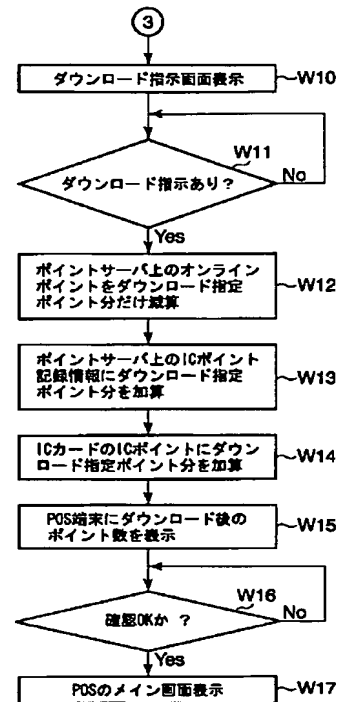 3
ダウンロード指示画面表示
W10
W11
ダウンロード指示あり?
No
Yes
ポイントサーバ上のオンライン
ポイントをダウンロード指定
ポイント分だけ減算
W12
ポイントサーバ上のICポイント
記録情報にダウンロード指定
ポイント分を加算
W13
ICカードのICポイントにダウン
ロード指定ポイント分を加算
W14
POS端末にダウンロード後の
ポイント数を表示
W15
W16
確認OKか ?
No
Yes
POSのメイン画面表示
W17